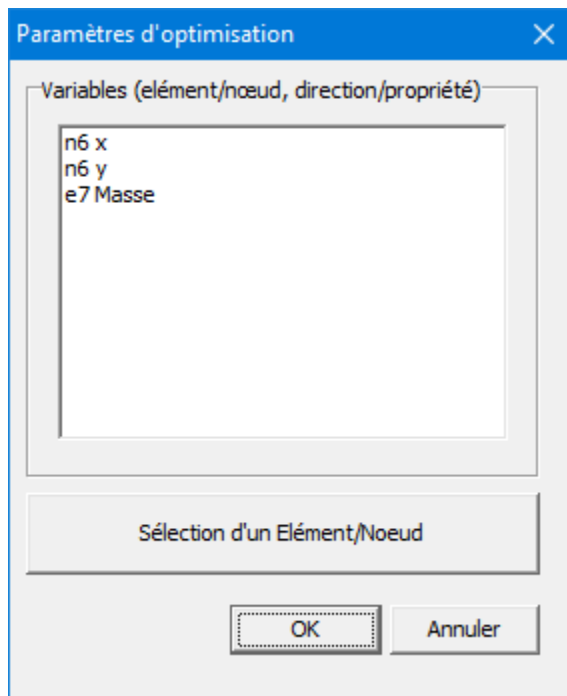 Paramètres d'optimisation
Variables (elément/nœud, direction/propriété)
n6 x
n6 y
e7 Masse
Sélection d'un Elément/Noeud
OK
Annuler